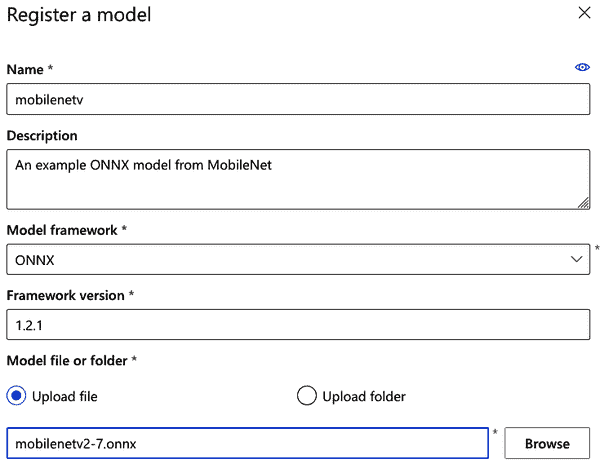 Register a model
Name *
mobilenetv
Description
An example ONNX model from MobileNet
Model framework *
ONNX
*
Framework version *
1.2.1
Model file or folder *
Upload file Upload folder
mobilenetv2-7.onnx * Browse